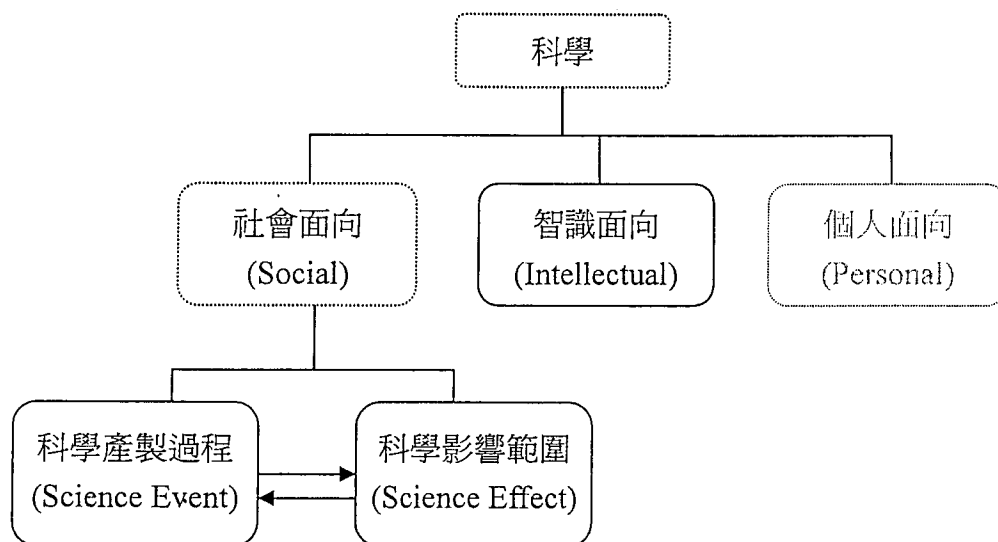 科學
社會面向
(Social)
智識面向
(Intellectual)
個人面向
(Personal)
科學產製過程
(Science Event)
科學影響範圍
(Science Effect)